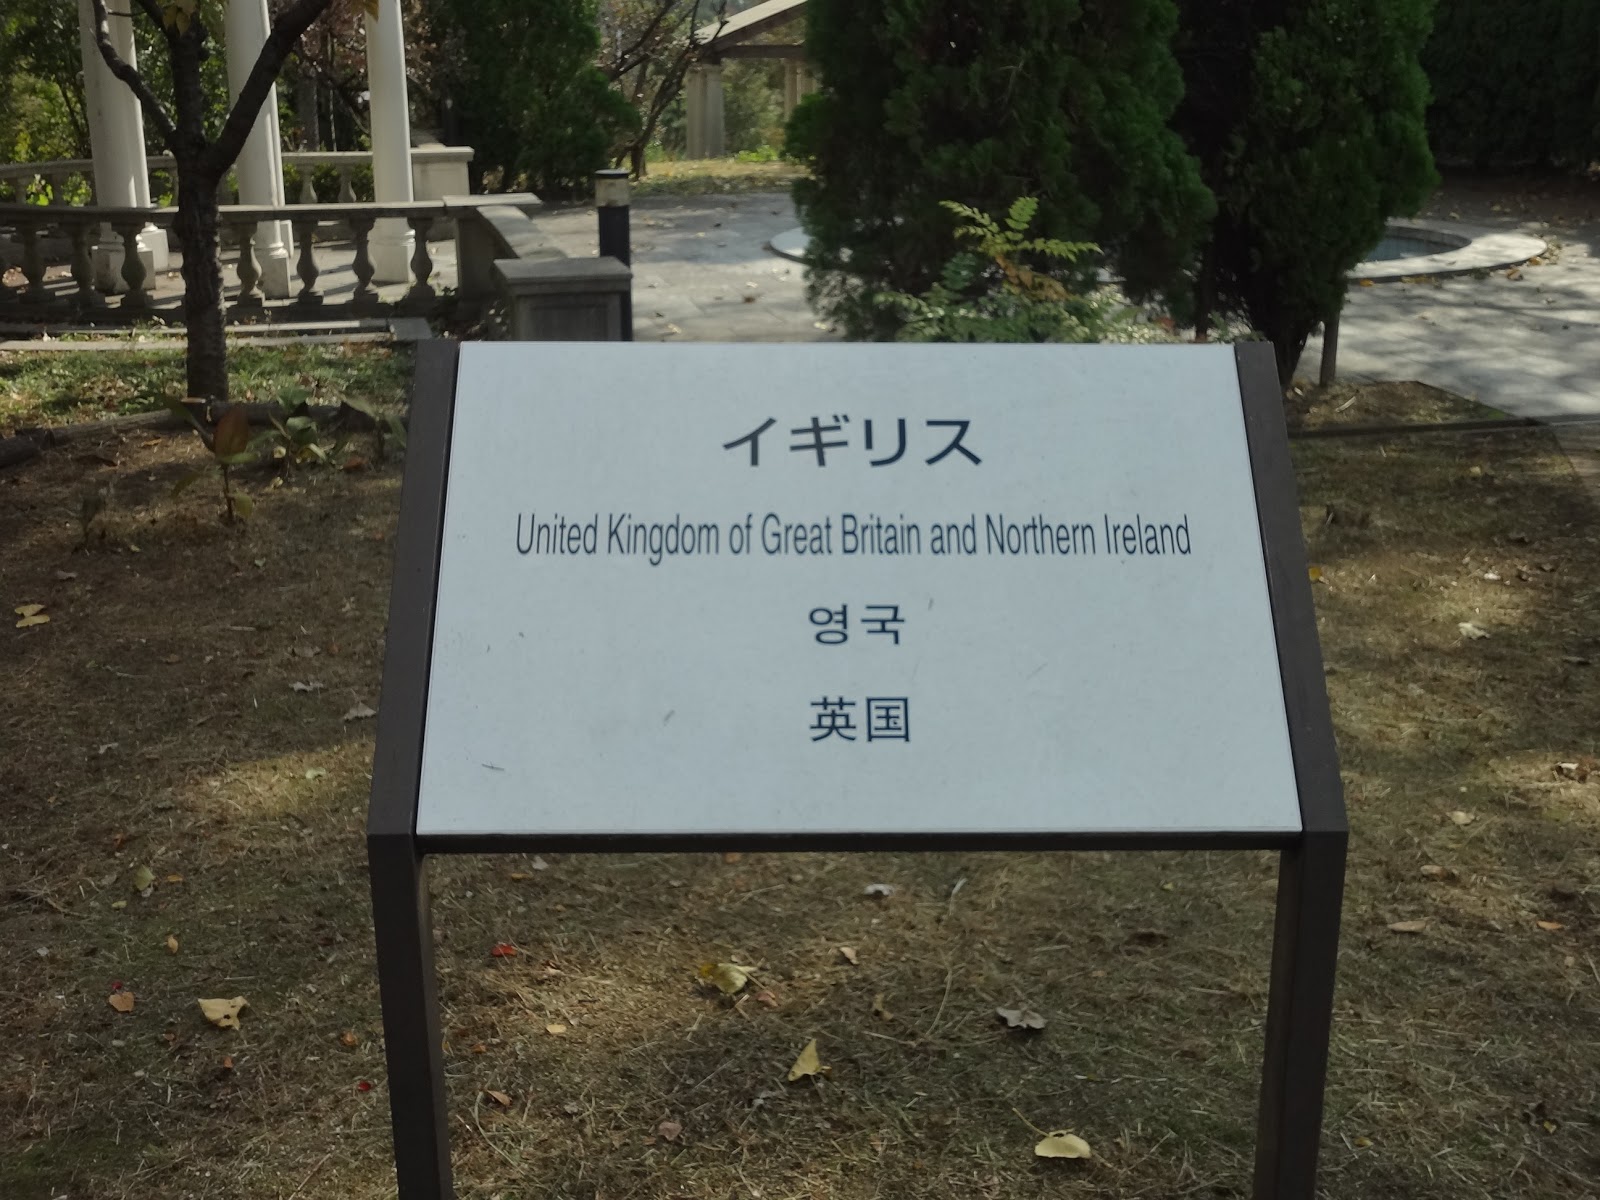 イギリス
United Kingdom of Great Britain and Northern Ireland
영국
英国